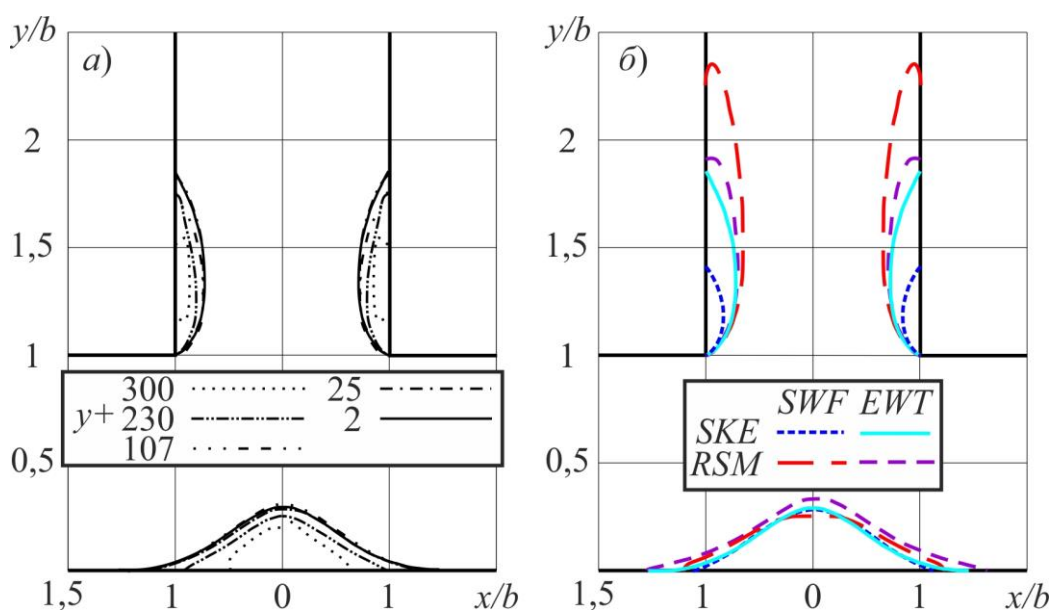 y/b
а)
y/b
б)
2
2
1,5
1,5
1
1
300
25
y+ 230
2
107
SWF EWT
SKE
RSM
0,5
0,5
1,5 1 0 1 x/b
1,5 1 0 1 x/b